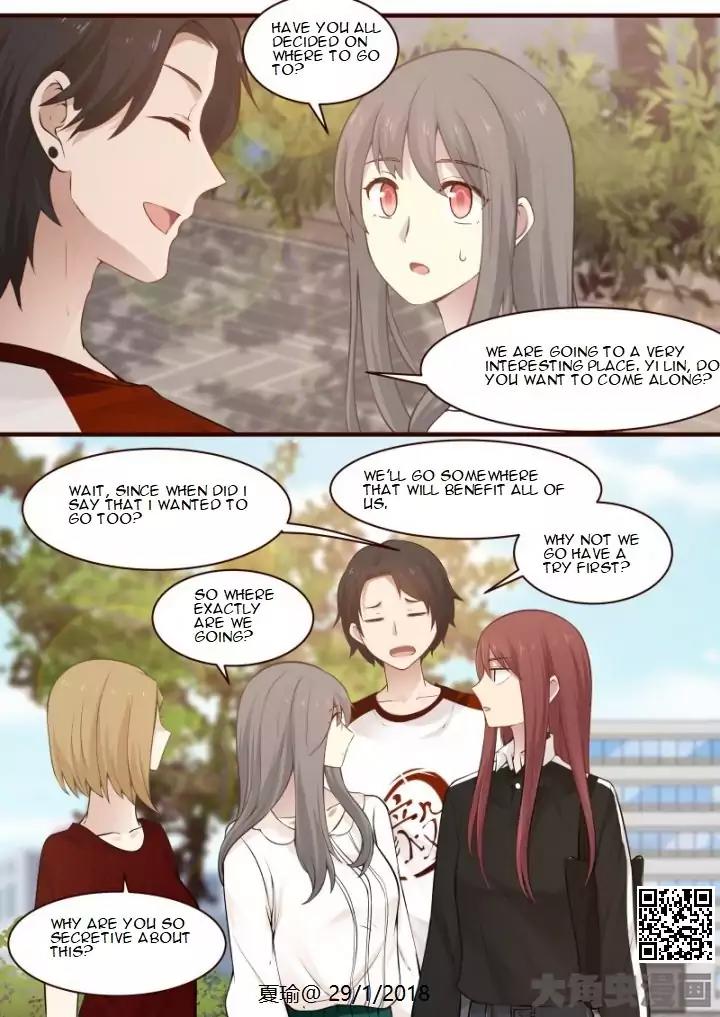 HAVE YOU ALL
DECIDED ON
WHERE TO GO
TO?
WE ARE GOING TO A VERY
INTERESTING PLACE. YI LIN, DO
YOU WANT TO COME ALONG?
WAIT, SINCE WHEN DID I
SAY THAT I WANTED TO
GO TOO?
WE'LL GO SOMEWHERE
THAT WILL BENEFIT ALL OF
US.
WHY NOT WE
GO HAVE A
TRY FIRST?
SO WHERE
EXACTLY
ARE WE
GOING?
WHY ARE YOU SO
SECRETIVE ABOUT
THIS?
夏瑜@ 29/1/2018
大角虫漫画